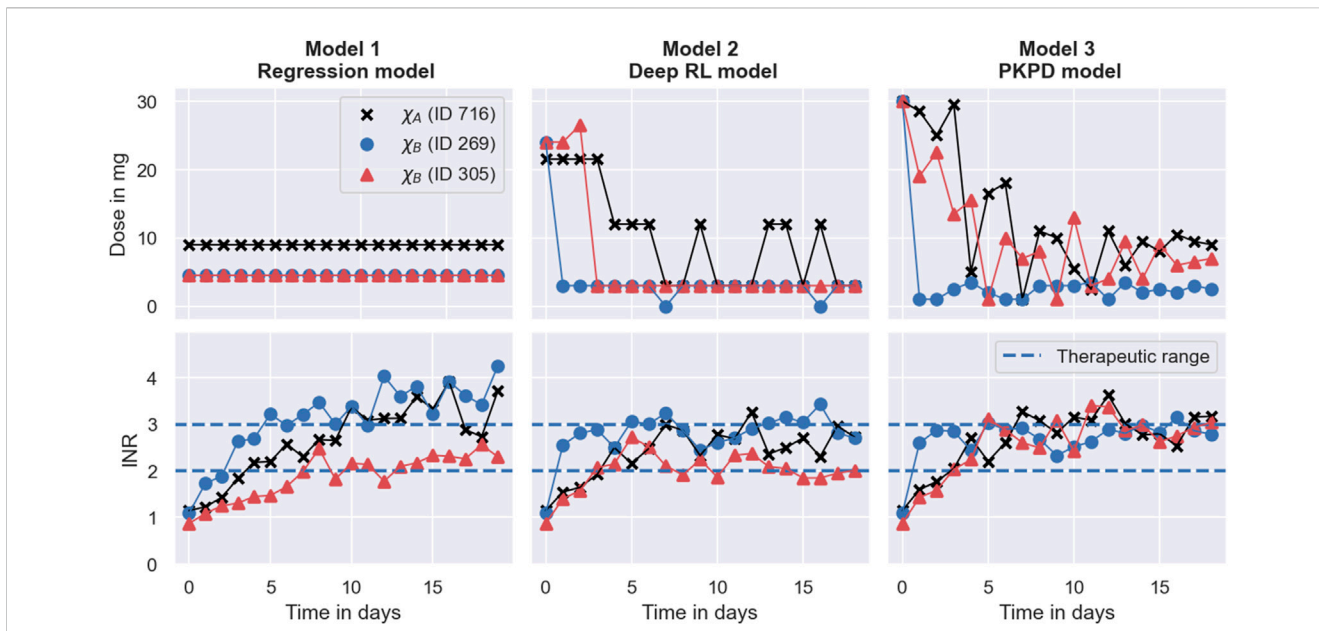 Model 1
Regression model
Model 2
Deep RL model
Model 3
PKPD model
Dose in mg
30
20
10
0
χA (ID 716)
χB (ID 269)
χB (ID 305)
INR
4
3
2
1
0
Therapeutic range
0 5 10 15
0 5 10 15
0 5 10 15
Time in days
Time in days
Time in days